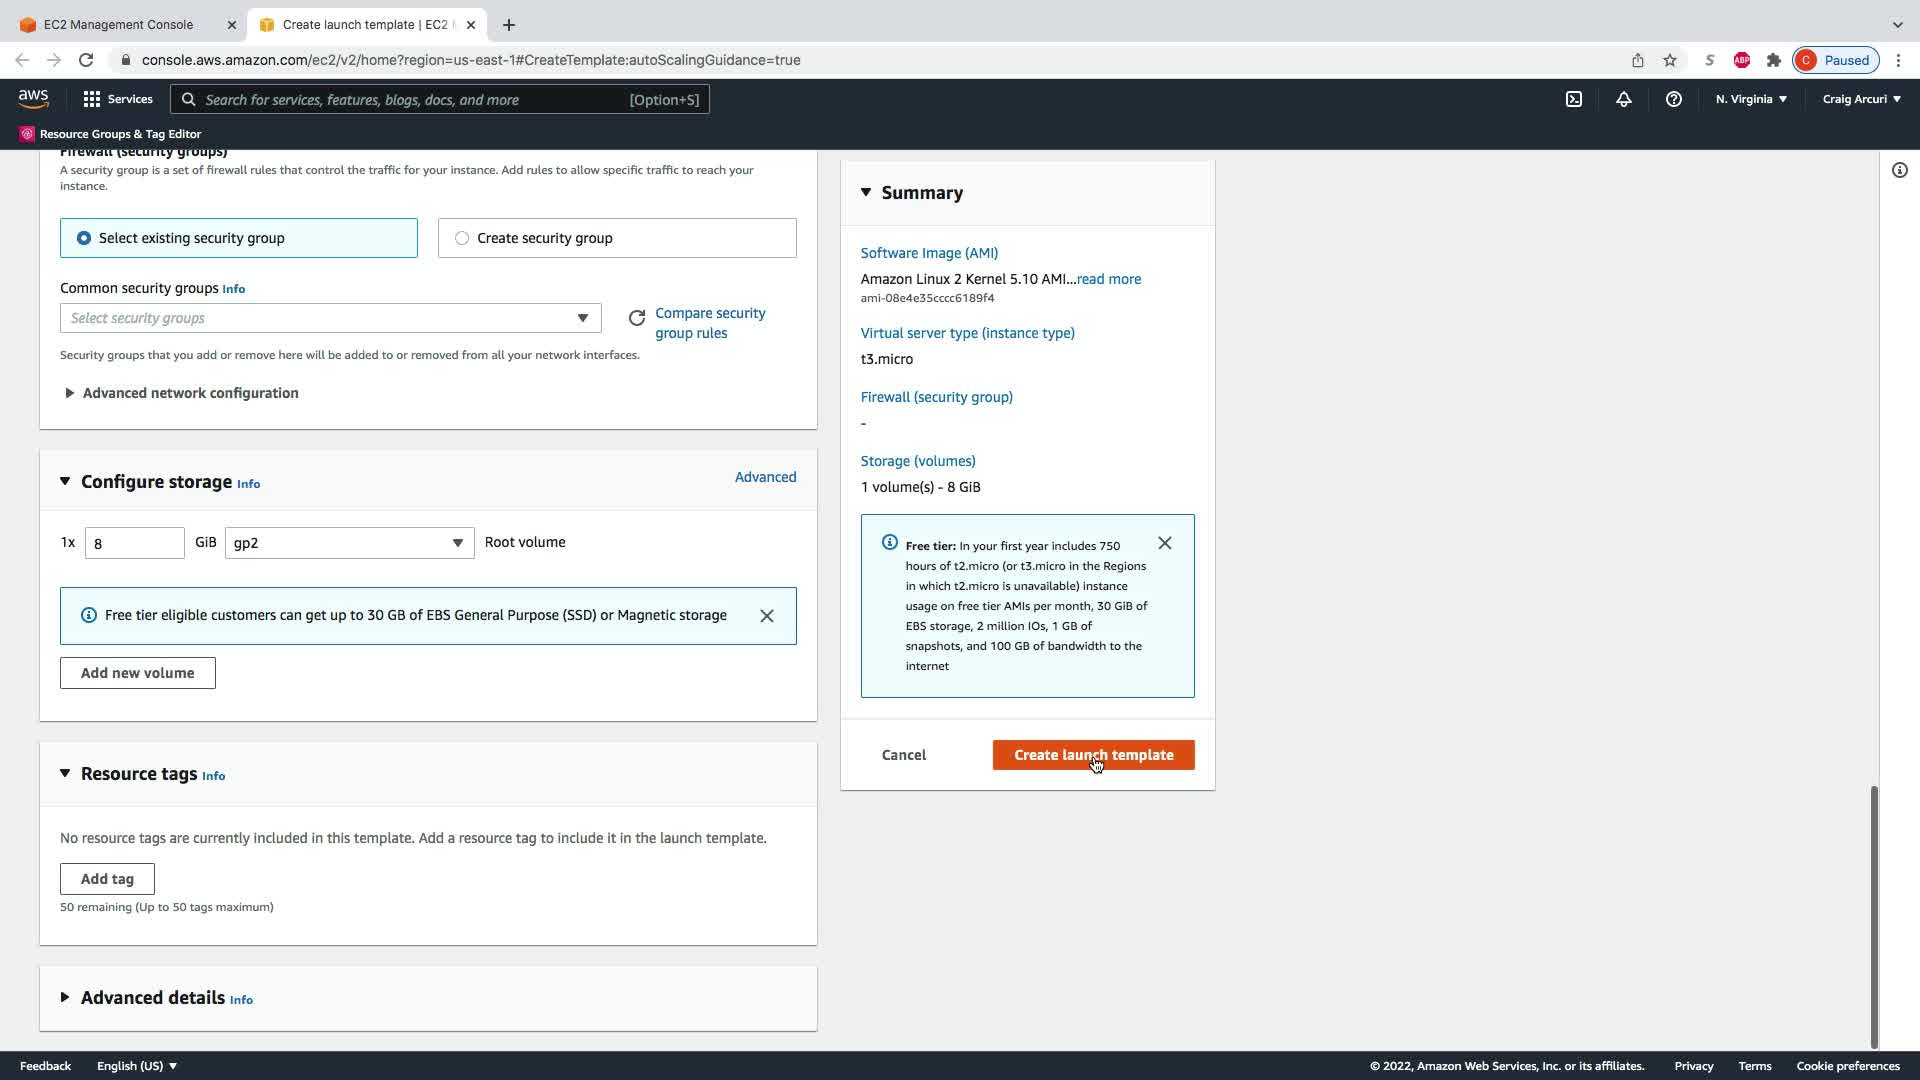 EC2 Management Console
Create launch template | EC2
console.aws.amazon.com/ec2/v2/home?region=us-east-1#CreateTemplate:autoScalingGuidance=true
S
ABP
C
Paused
aws
Services
Search for services, features, blogs, docs, and more
[Option+S]
N. Virginia
Craig Arcuri
Resource Groups & Tag Editor
Firewall (security groups)
A security group is a set of firewall rules that control the traffic for your instance. Add rules to allow specific traffic to reach your
instance.
Select existing security group
Create security group
Common security groups Info
Select security groups
Compare security
group rules
Security groups that you add or remove here will be added to or removed from all your network interfaces.
Advanced network configuration
Configure storage Info
Advanced
1x 8 GiB gp2 Root volume
Free tier eligible customers can get up to 30 GB of EBS General Purpose (SSD) or Magnetic storage
Add new volume
Resource tags Info
No resource tags are currently included in this template. Add a resource tag to include it in the launch template.
Add tag
50 remaining (Up to 50 tags maximum)
Advanced details Info
Summary
Software Image (AMI)
Amazon Linux 2 Kernel 5.10 AMI...read more
ami-08e4e35cccc6189f4
Virtual server type (instance type)
t3.micro
Firewall (security group)
-
Storage (volumes)
1 volume(s) - 8 GiB
Free tier: In your first year includes 750
hours of t2.micro (or t3.micro in the Regions
in which t2.micro is unavailable) instance
usage on free tier AMIs per month, 30 GiB of
EBS storage, 2 million IOs, 1 GB of
snapshots, and 100 GB of bandwidth to the
internet
Cancel
Create launch template
Feedback
English (US)
© 2022, Amazon Web Services, Inc. or its affiliates.
Privacy
Terms
Cookie preferences